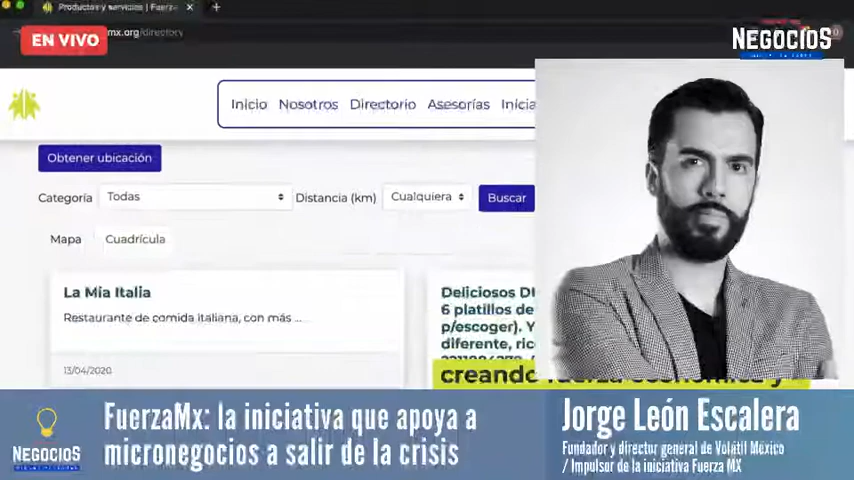 Productos y servicios | Fuerza
EN VIVO
mx.org/directory
NEGOCIOS
Inicio Nosotros Directorio Asesorías Inicia
Obtener ubicación
Categoría Todas Distancia (km) Cualquiera Buscar
Mapa Cuadrícula
La Mia Italia
Restaurante de comida italiana, con más ...
13/04/2020
Deliciosos
6 platillos de
p/escoger). Y
diferente, ric
creando fuerza económica y
FuerzaMx: la iniciativa que apoya a
micronegocios a salir de la crisis
NEGOCIOS
Jorge León Escalera
Fundador y director general de Volátil México
/ Impulsor de la iniciativa Fuerza MX